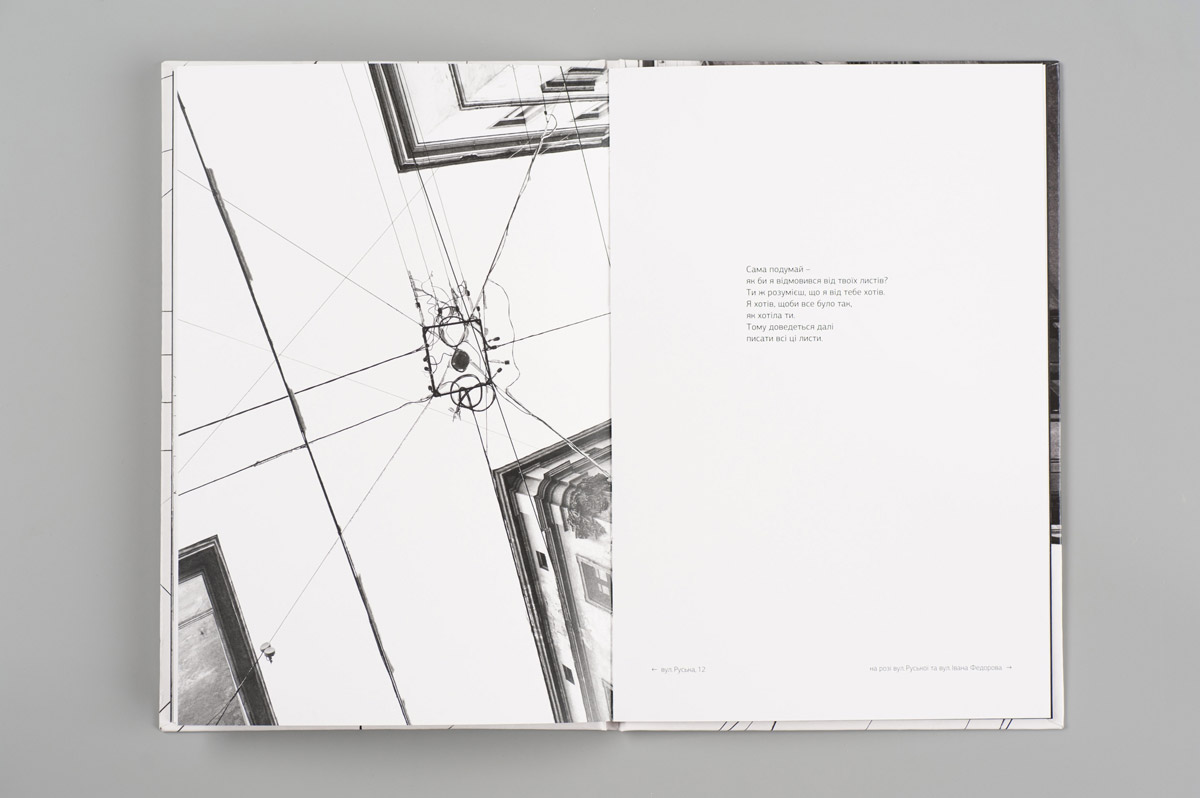 Сама подумай –
як би я відмовився від твоїх листів?
Ти ж розумієш, що я від тебе хотів.
Я хотів, щоби все було так,
як хотіла ти.
Тому доведеться далі
писати всі ці листи.
← вул. Руська, 12
на розі вул. Руської та вул. Івана Федорова →